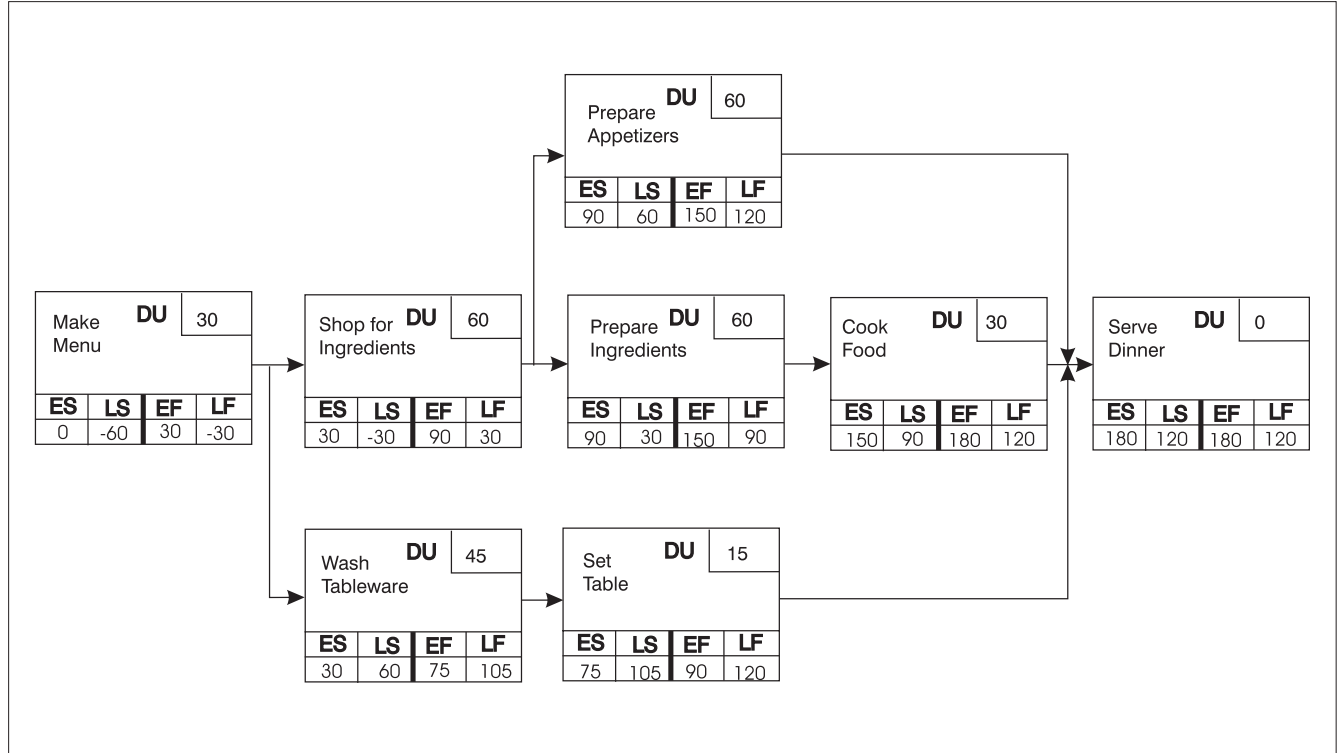 Prepare DU 60
Appetizers
ES LS EF LF
90 60 150 120
Make DU 30
Menu
ES LS EF LF
0 -60 30 -30
Shop for DU 60
Ingredients
ES LS EF LF
30 -30 90 30
Prepare DU 60
Ingredients
ES LS EF LF
90 30 150 90
Cook DU 30
Food
ES LS EF LF
150 90 180 120
Serve DU 0
Dinner
ES LS EF LF
180 120 180 120
Wash DU 45
Tableware
ES LS EF LF
30 60 75 105
Set DU 15
Table
ES LS EF LF
75 105 90 120